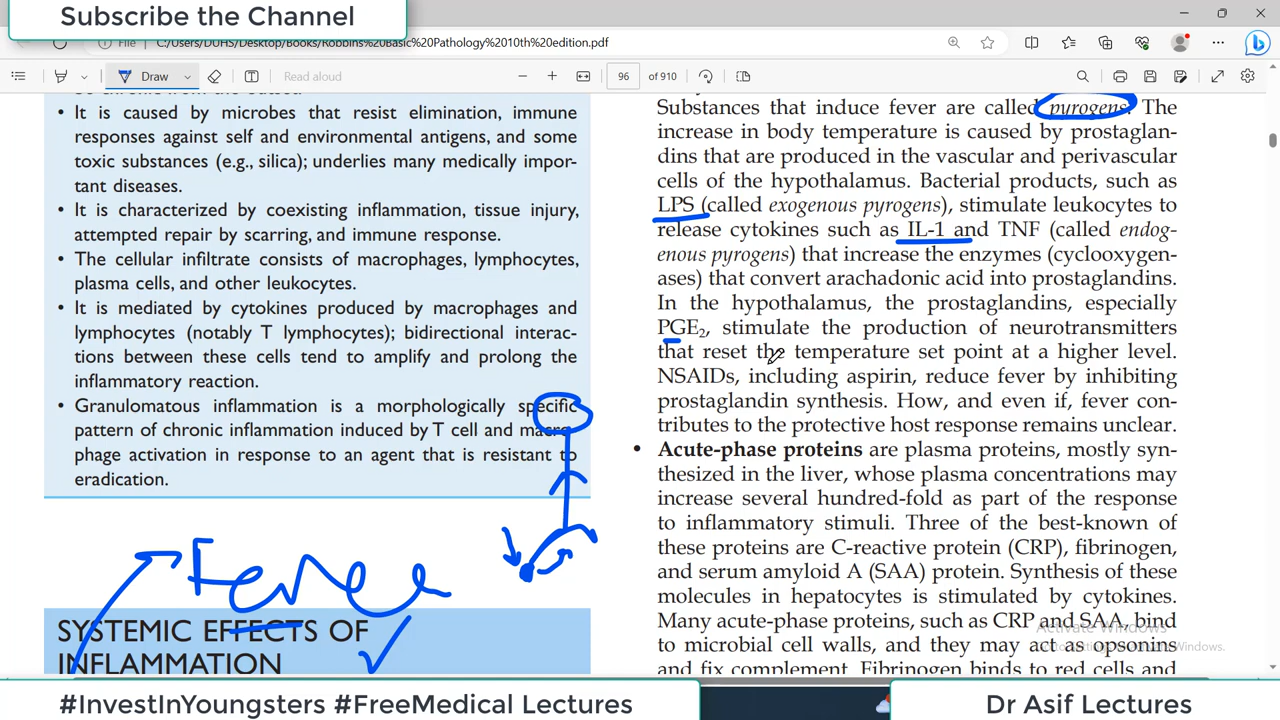 Subscribe the Channel
File
C:/Users/DUHS/Desktop/Books/Robbins%20Basic%20Pathology%2010th%20edition.pdf
Draw
Read aloud
96
of 910
It is caused by microbes that resist elimination, immune
responses against self and environmental antigens, and some
toxic substances (e.g., silica); underlies many medically impor-
tant diseases.
• It is characterized by coexisting inflammation, tissue injury,
attempted repair by scarring, and immune response.
• The cellular infiltrate consists of macrophages, lymphocytes,
plasma cells, and other leukocytes.
• It is mediated by cytokines produced by macrophages and
lymphocytes (notably T lymphocytes); bidirectional interac-
tions between these cells tend to amplify and prolong the
inflammatory reaction.
• Granulomatous inflammation is a morphologically specific
pattern of chronic inflammation induced by T cell and macro-
phage activation in response to an agent that is resistant to
eradication.
Fever
SYSTEMIC EFFECTS OF
INFLAMMATION
Substances that induce fever are called pyrogens. The
increase in body temperature is caused by prostaglan-
dins that are produced in the vascular and perivascular
cells of the hypothalamus. Bacterial products, such as
LPS (called exogenous pyrogens), stimulate leukocytes to
release cytokines such as IL-1 and TNF (called endog-
enous pyrogens) that increase the enzymes (cyclooxygen-
ases) that convert arachadonic acid into prostaglandins.
In the hypothalamus, the prostaglandins, especially
PGE₂, stimulate the production of neurotransmitters
that reset the temperature set point at a higher level.
NSAIDs, including aspirin, reduce fever by inhibiting
prostaglandin synthesis. How, and even if, fever con-
tributes to the protective host response remains unclear.
• Acute-phase proteins are plasma proteins, mostly syn-
thesized in the liver, whose plasma concentrations may
increase several hundred-fold as part of the response
to inflammatory stimuli. Three of the best-known of
these proteins are C-reactive protein (CRP), fibrinogen,
and serum amyloid A (SAA) protein. Synthesis of these
molecules in hepatocytes is stimulated by cytokines.
Many acute-phase proteins, such as CRP and SAA, bind
to microbial cell walls, and they may act as opsonins
and fix complement. Fibrinogen binds to red cells and
Activate Windows
#InvestInYoungsters #FreeMedical Lectures
Dr Asif Lectures